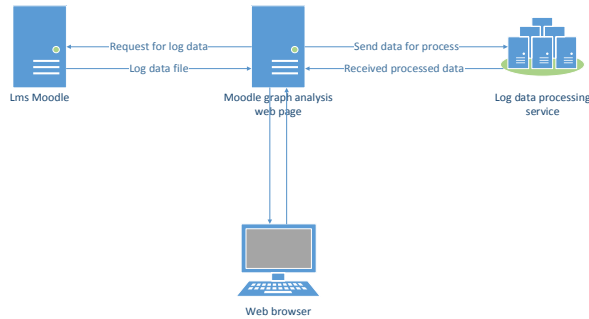 Request for log data
Send data for process
Log data file
Received processed data
Lms Moodle
Moodle graph analysis
web page
Log data processing
service
Web browser